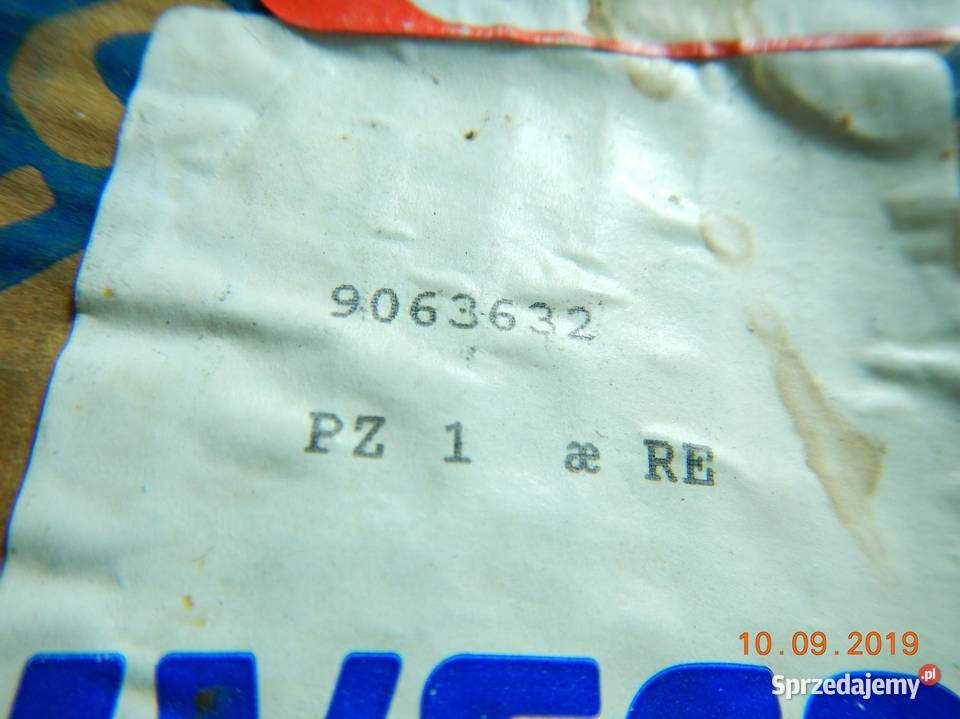 9063632
PZ 1 æ RE
10.09.2019
Sprzedajemy.pl